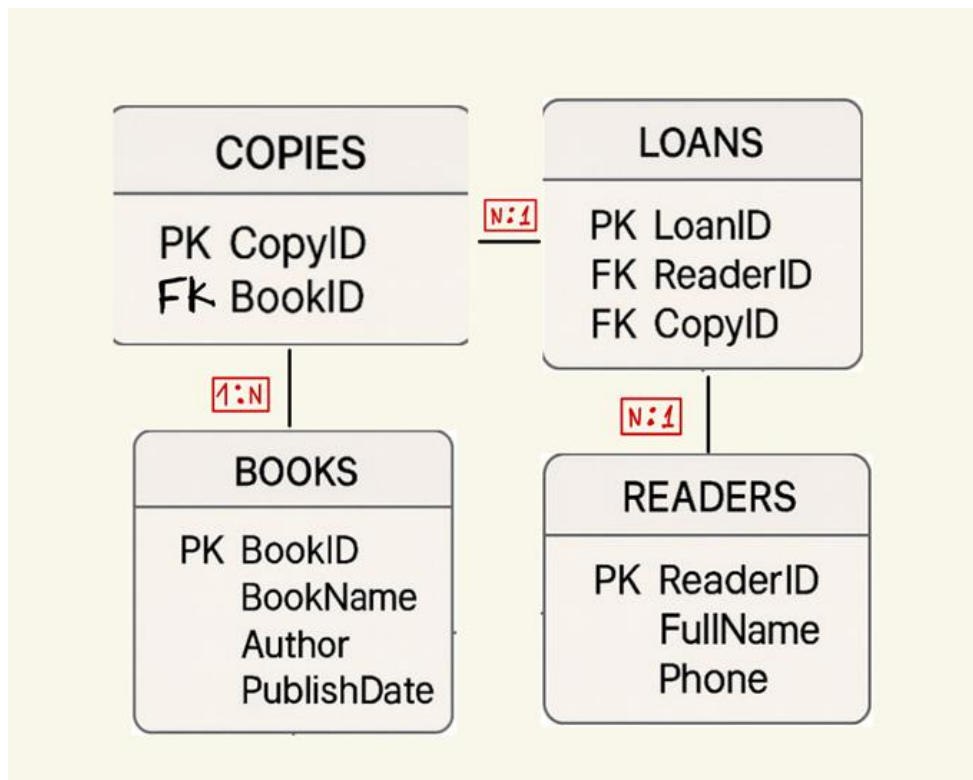 COPIES
PK CopyID
FK BookID
N:1
LOANS
PK LoanID
FK ReaderID
FK CopyID
1:N
N:1
BOOKS
PK BookID
BookName
Author
PublishDate
READERS
PK ReaderID
FullName
Phone